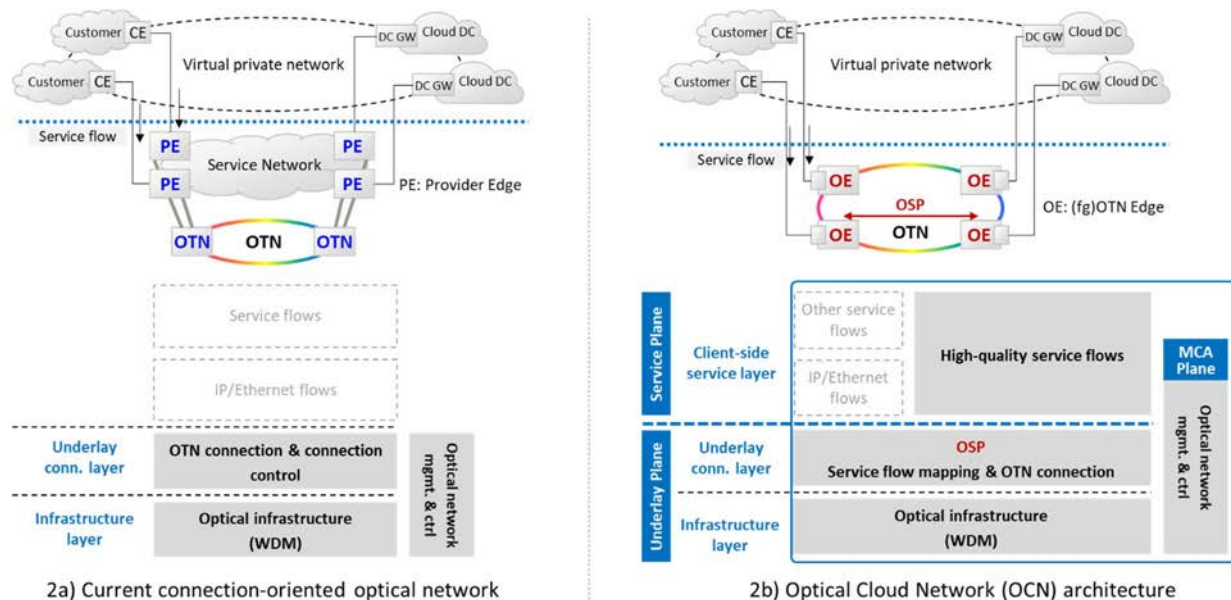 Customer CE
DC GW Cloud DC
Customer CE
Virtual private network
DC GW Cloud DC
Service flow
PE
PE
Service Network
PE
PE
PE: Provider Edge
OTN
OTN
OTN
Service flows
IP/Ethernet flows
Underlay
conn. layer
OTN connection & connection
control
Infrastructure
layer
Optical infrastructure
(WDM)
Optical network
mgmt. & ctrl
2a) Current connection-oriented optical network
Customer CE
DC GW Cloud DC
Customer CE
Virtual private network
DC GW Cloud DC
Service flow
OE
OE
OSP
OE
OE
OTN
OE: (fg)OTN Edge
Service Plane
Client-side
service layer
Other service
flows
IP/Ethernet
flows
High-quality service flows
MCA
Plane
Underlay Plane
Underlay
conn. layer
OSP
Service flow mapping & OTN connection
Infrastructure
layer
Optical infrastructure
(WDM)
Optical network
mgmt. & ctrl
2b) Optical Cloud Network (OCN) architecture